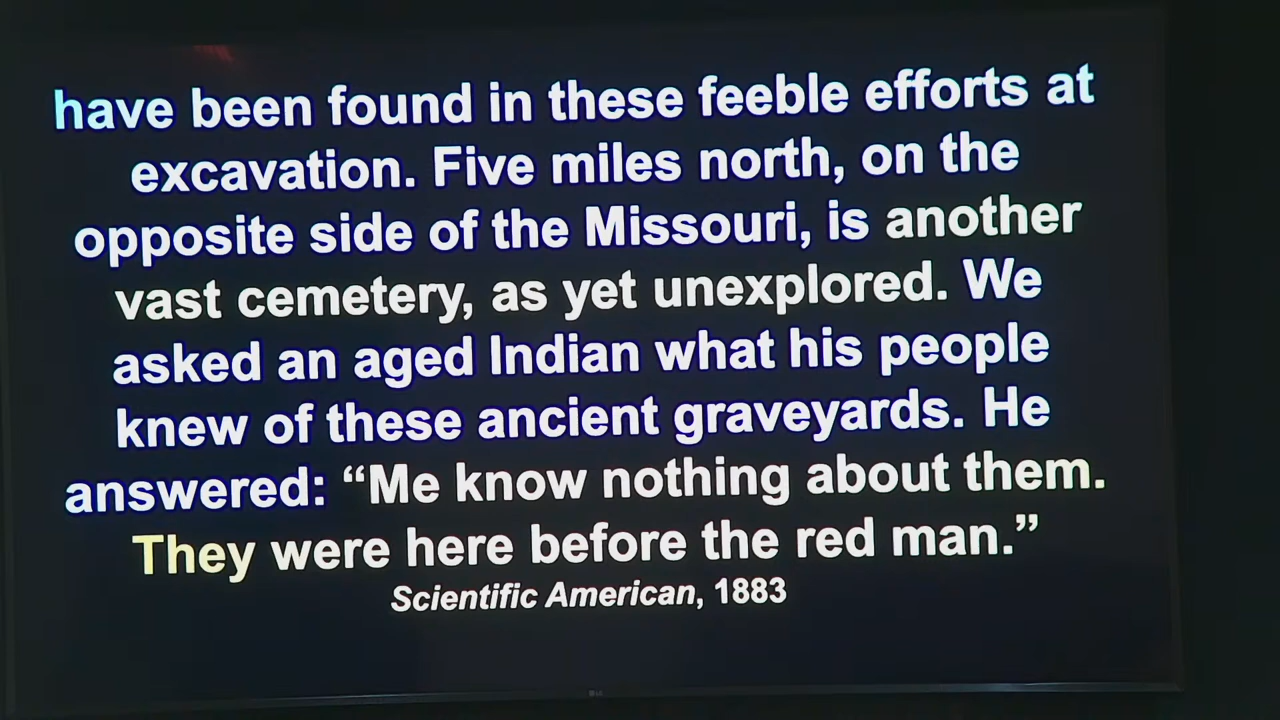 have been found in these feeble efforts at
excavation. Five miles north, on the
opposite side of the Missouri, is another
vast cemetery, as yet unexplored. We
asked an aged Indian what his people
knew of these ancient graveyards. He
answered: “Me know nothing about them.
They were here before the red man.”
Scientific American, 1883
LG